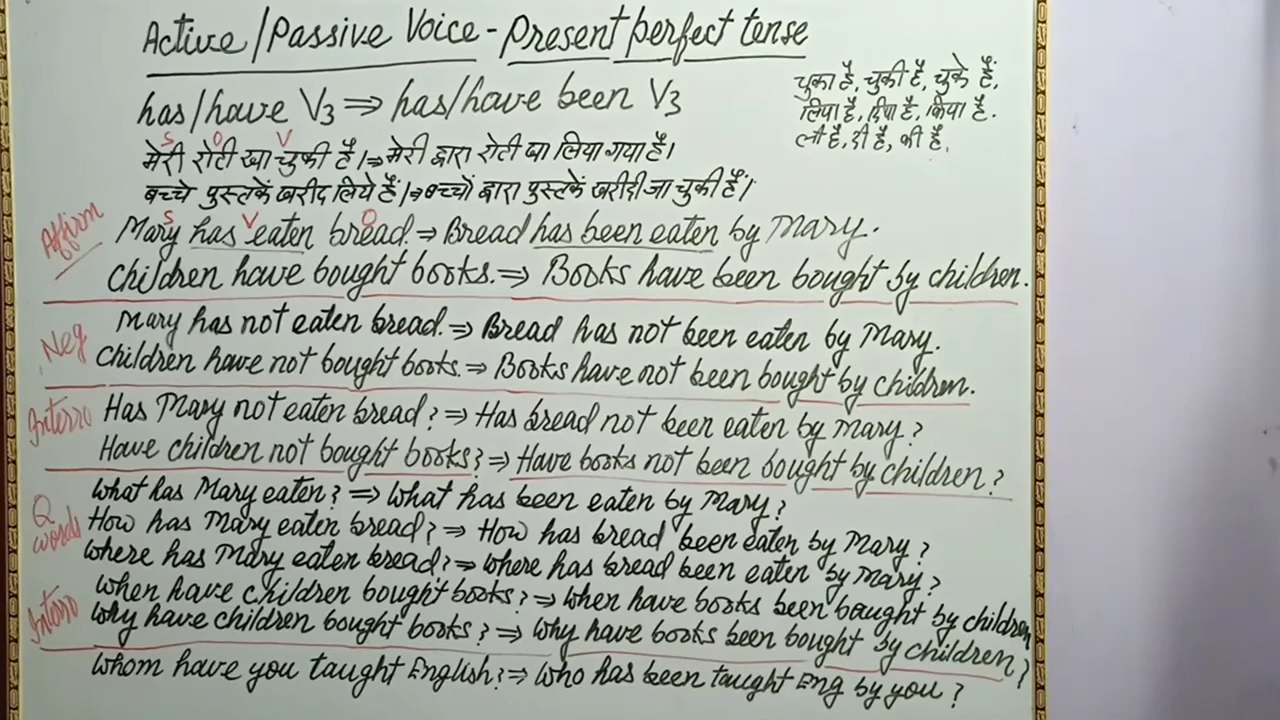 Active/Passive Voice - Present perfect tense
has/have V3 ⇒ has/have been V3
चुका है, चुकी है, चुके हैं,
लिया है, दिया है, किया है.
ली है, दी है, की है.
S O V
मेरी रोटी खा चुकी है।⇒ मेरी द्वारा रोटी खा लिया गया है।
बच्चे पुस्तकें खरीद लिये हैं।⇒ बच्चों द्वारा पुस्तकें खरीदी जा चुकी हैं।
S V O
Affirm Mary has eaten bread. ⇒ Bread has been eaten by Mary.
Children have bought books. ⇒ Books have been bought by children.
Neg Mary has not eaten bread. ⇒ Bread has not been eaten by Mary.
Children have not bought books. ⇒ Books have not been bought by children.
Interro Has Mary not eaten bread? ⇒ Has bread not been eaten by Mary?
Have children not bought books? ⇒ Have books not been bought by children?
What has Mary eaten? ⇒ What has been eaten by Mary?
Q words How has Mary eaten bread? ⇒ How has bread been eaten by Mary?
Where has Mary eaten bread? ⇒ Where has bread been eaten by Mary?
When have children bought books? ⇒ When have books been bought by children
Interro Why have children bought books? ⇒ Why have books been bought by children?
Whom have you taught English? ⇒ Who has been taught Eng by you?